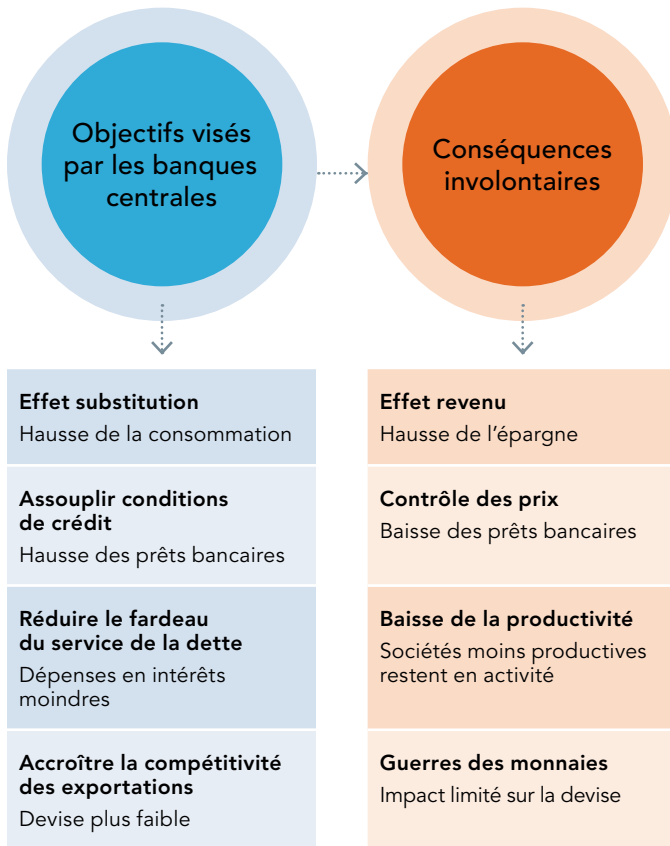 Objectifs visés
par les banques
centrales
Conséquences
involontaires
Effet substitution
Hausse de la consommation
Assouplir conditions
de crédit
Hausse des prêts bancaires
Réduire le fardeau
du service de la dette
Dépenses en intérêts
moindres
Accroître la compétitivité
des exportations
Devise plus faible
Effet revenu
Hausse de l’épargne
Contrôle des prix
Baisse des prêts bancaires
Baisse de la productivité
Sociétés moins productives
restent en activité
Guerres des monnaies
Impact limité sur la devise